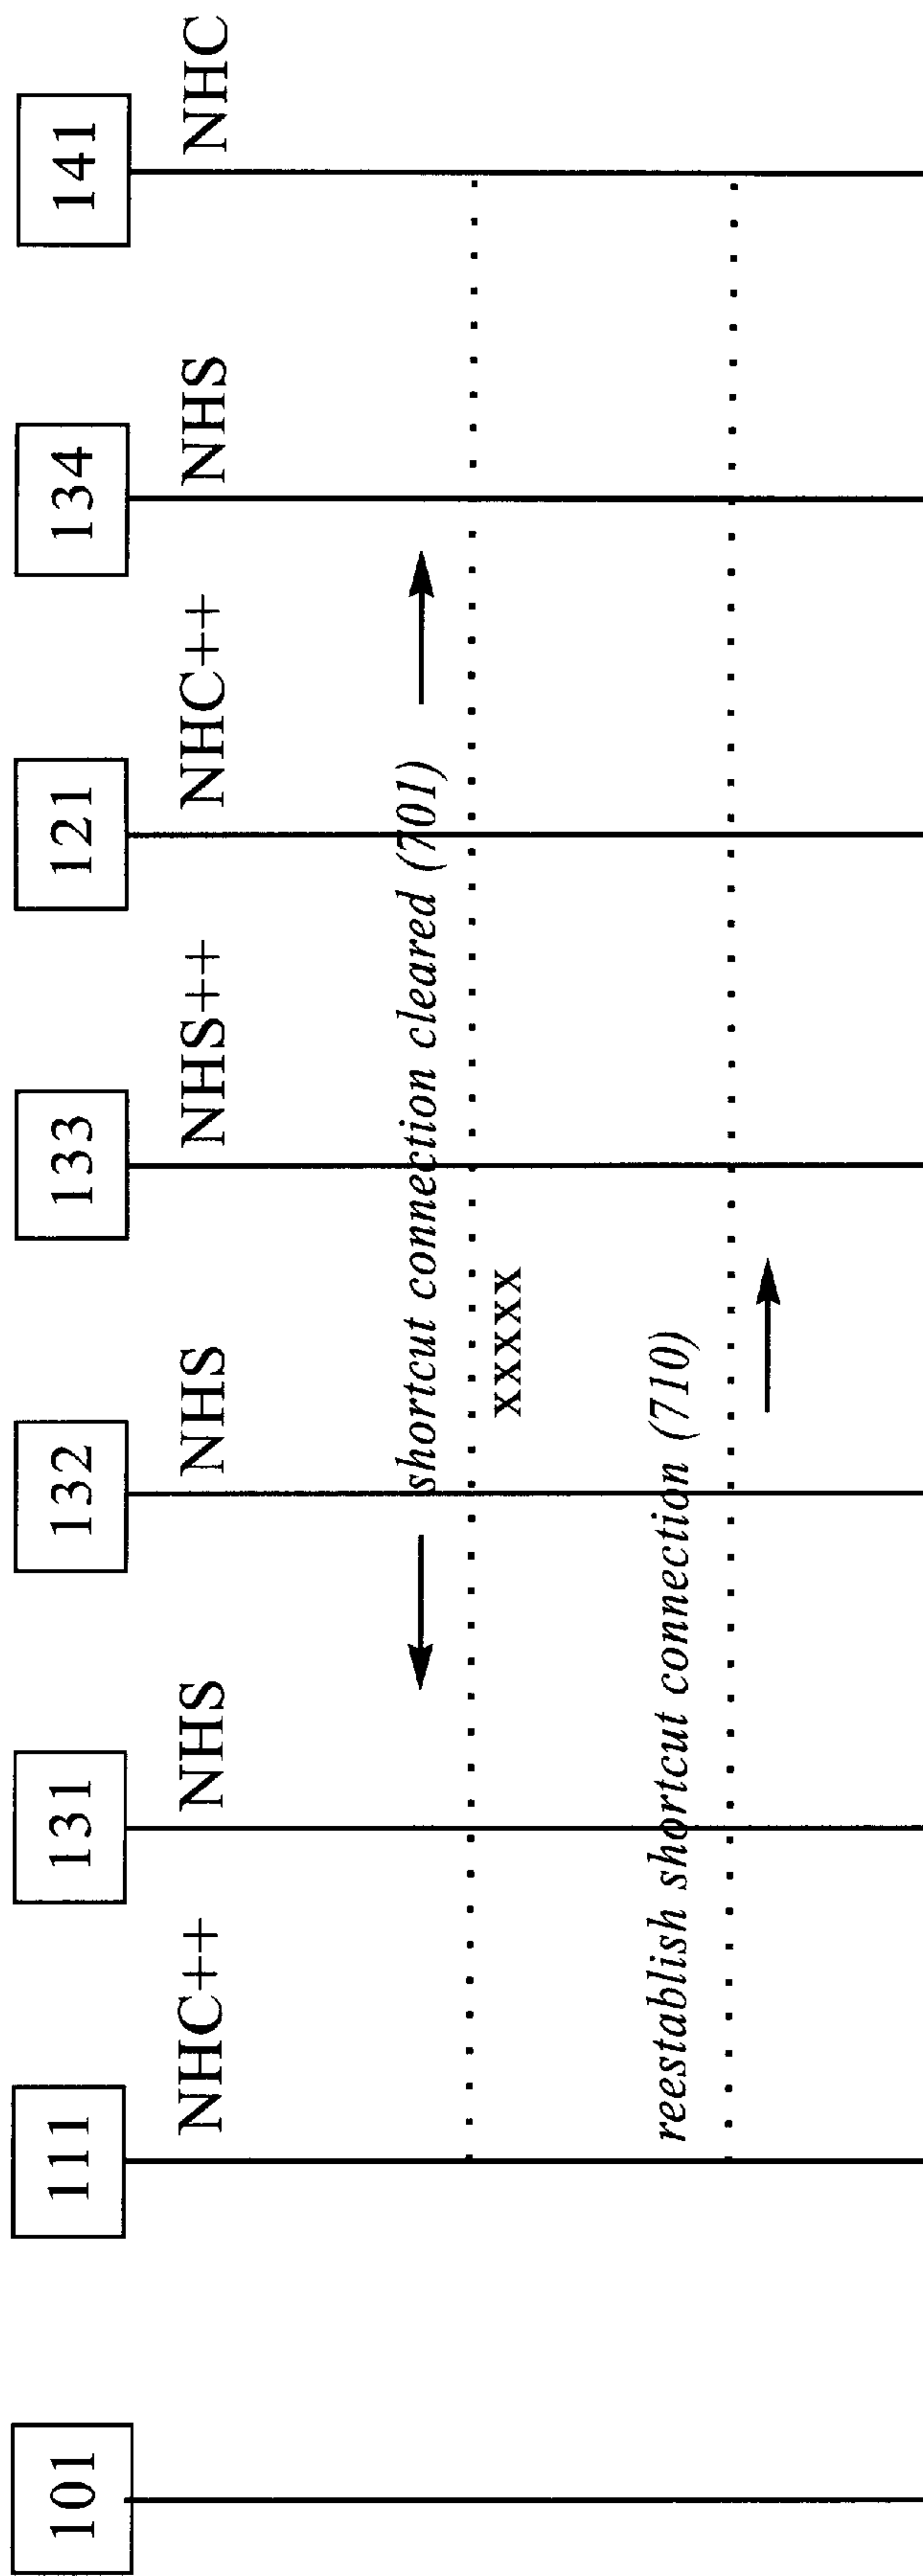 101 111 131 132 133 121 134 141
NHC++ NHS NHS NHS++ NHC++ NHS NHC
shortcut connection cleared (701)
xxxxx
reestablish shortcut connection (710)